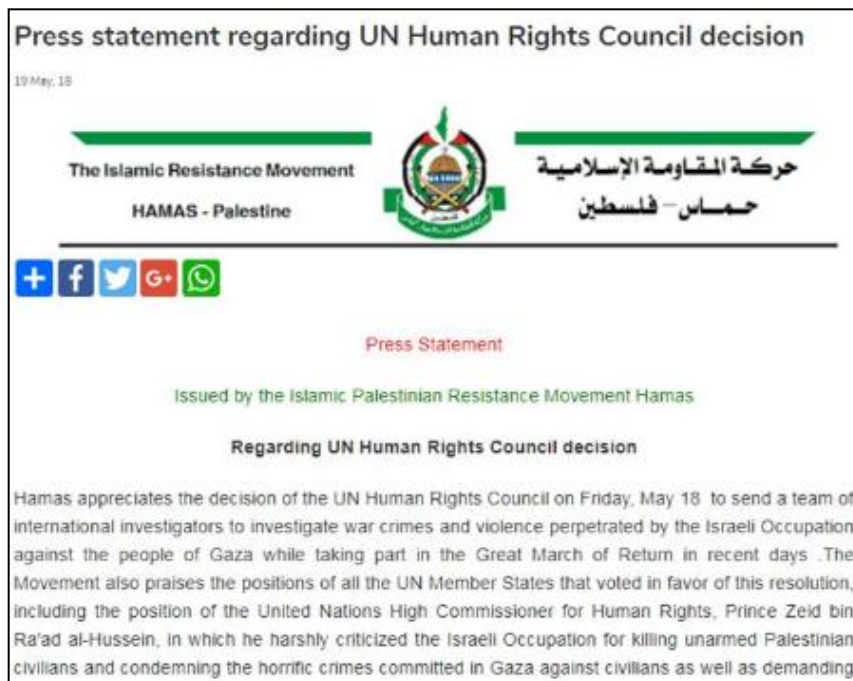 Press statement regarding UN Human Rights Council decision
19 May, 18
The Islamic Resistance Movement
HAMAS - Palestine
حركة المقاومة الإسلامية
حماس – فلسطين
Press Statement
Issued by the Islamic Palestinian Resistance Movement Hamas
Regarding UN Human Rights Council decision
Hamas appreciates the decision of the UN Human Rights Council on Friday, May 18 to send a team of
international investigators to investigate war crimes and violence perpetrated by the Israeli Occupation
against the people of Gaza while taking part in the Great March of Return in recent days .The
Movement also praises the positions of all the UN Member States that voted in favor of this resolution,
including the position of the United Nations High Commissioner for Human Rights, Prince Zeid bin
Ra'ad al-Hussein, in which he harshly criticized the Israeli Occupation for killing unarmed Palestinian
civilians and condemning the horrific crimes committed in Gaza against civilians as well as demanding